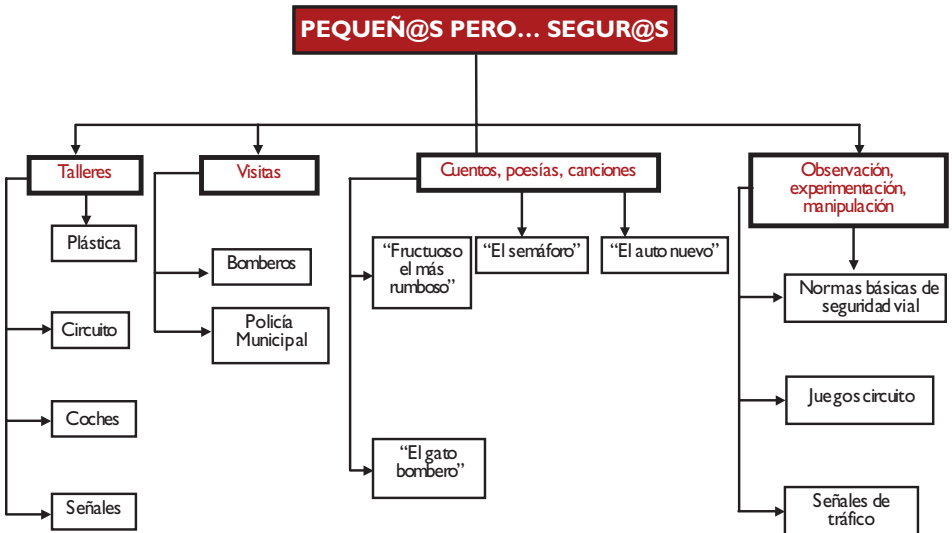 PEQUEÑ@S PERO... SEGUR@S
Talleres
Visitas
Cuentos, poesías, canciones
Observación,
experimentación,
manipulación
Plástica
Circuito
Coches
Señales
Bomberos
Policía
Municipal
“Fructuoso
el más
rumboso”
“El semáforo”
“El auto nuevo”
“El gato
bombero”
Normas básicas de
seguridad vial
Juegos circuito
Señales de
tráfico